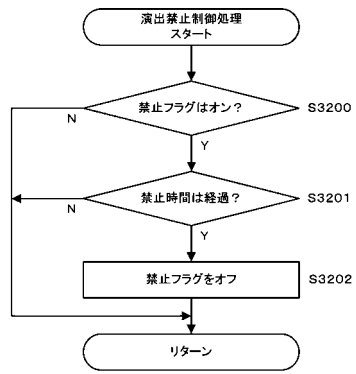 演出禁止制御処理
スタート
禁止フラグはオン?
S3200
N
Y
禁止時間は経過?
S3201
N
Y
禁止フラグをオフ
S3202
リターン